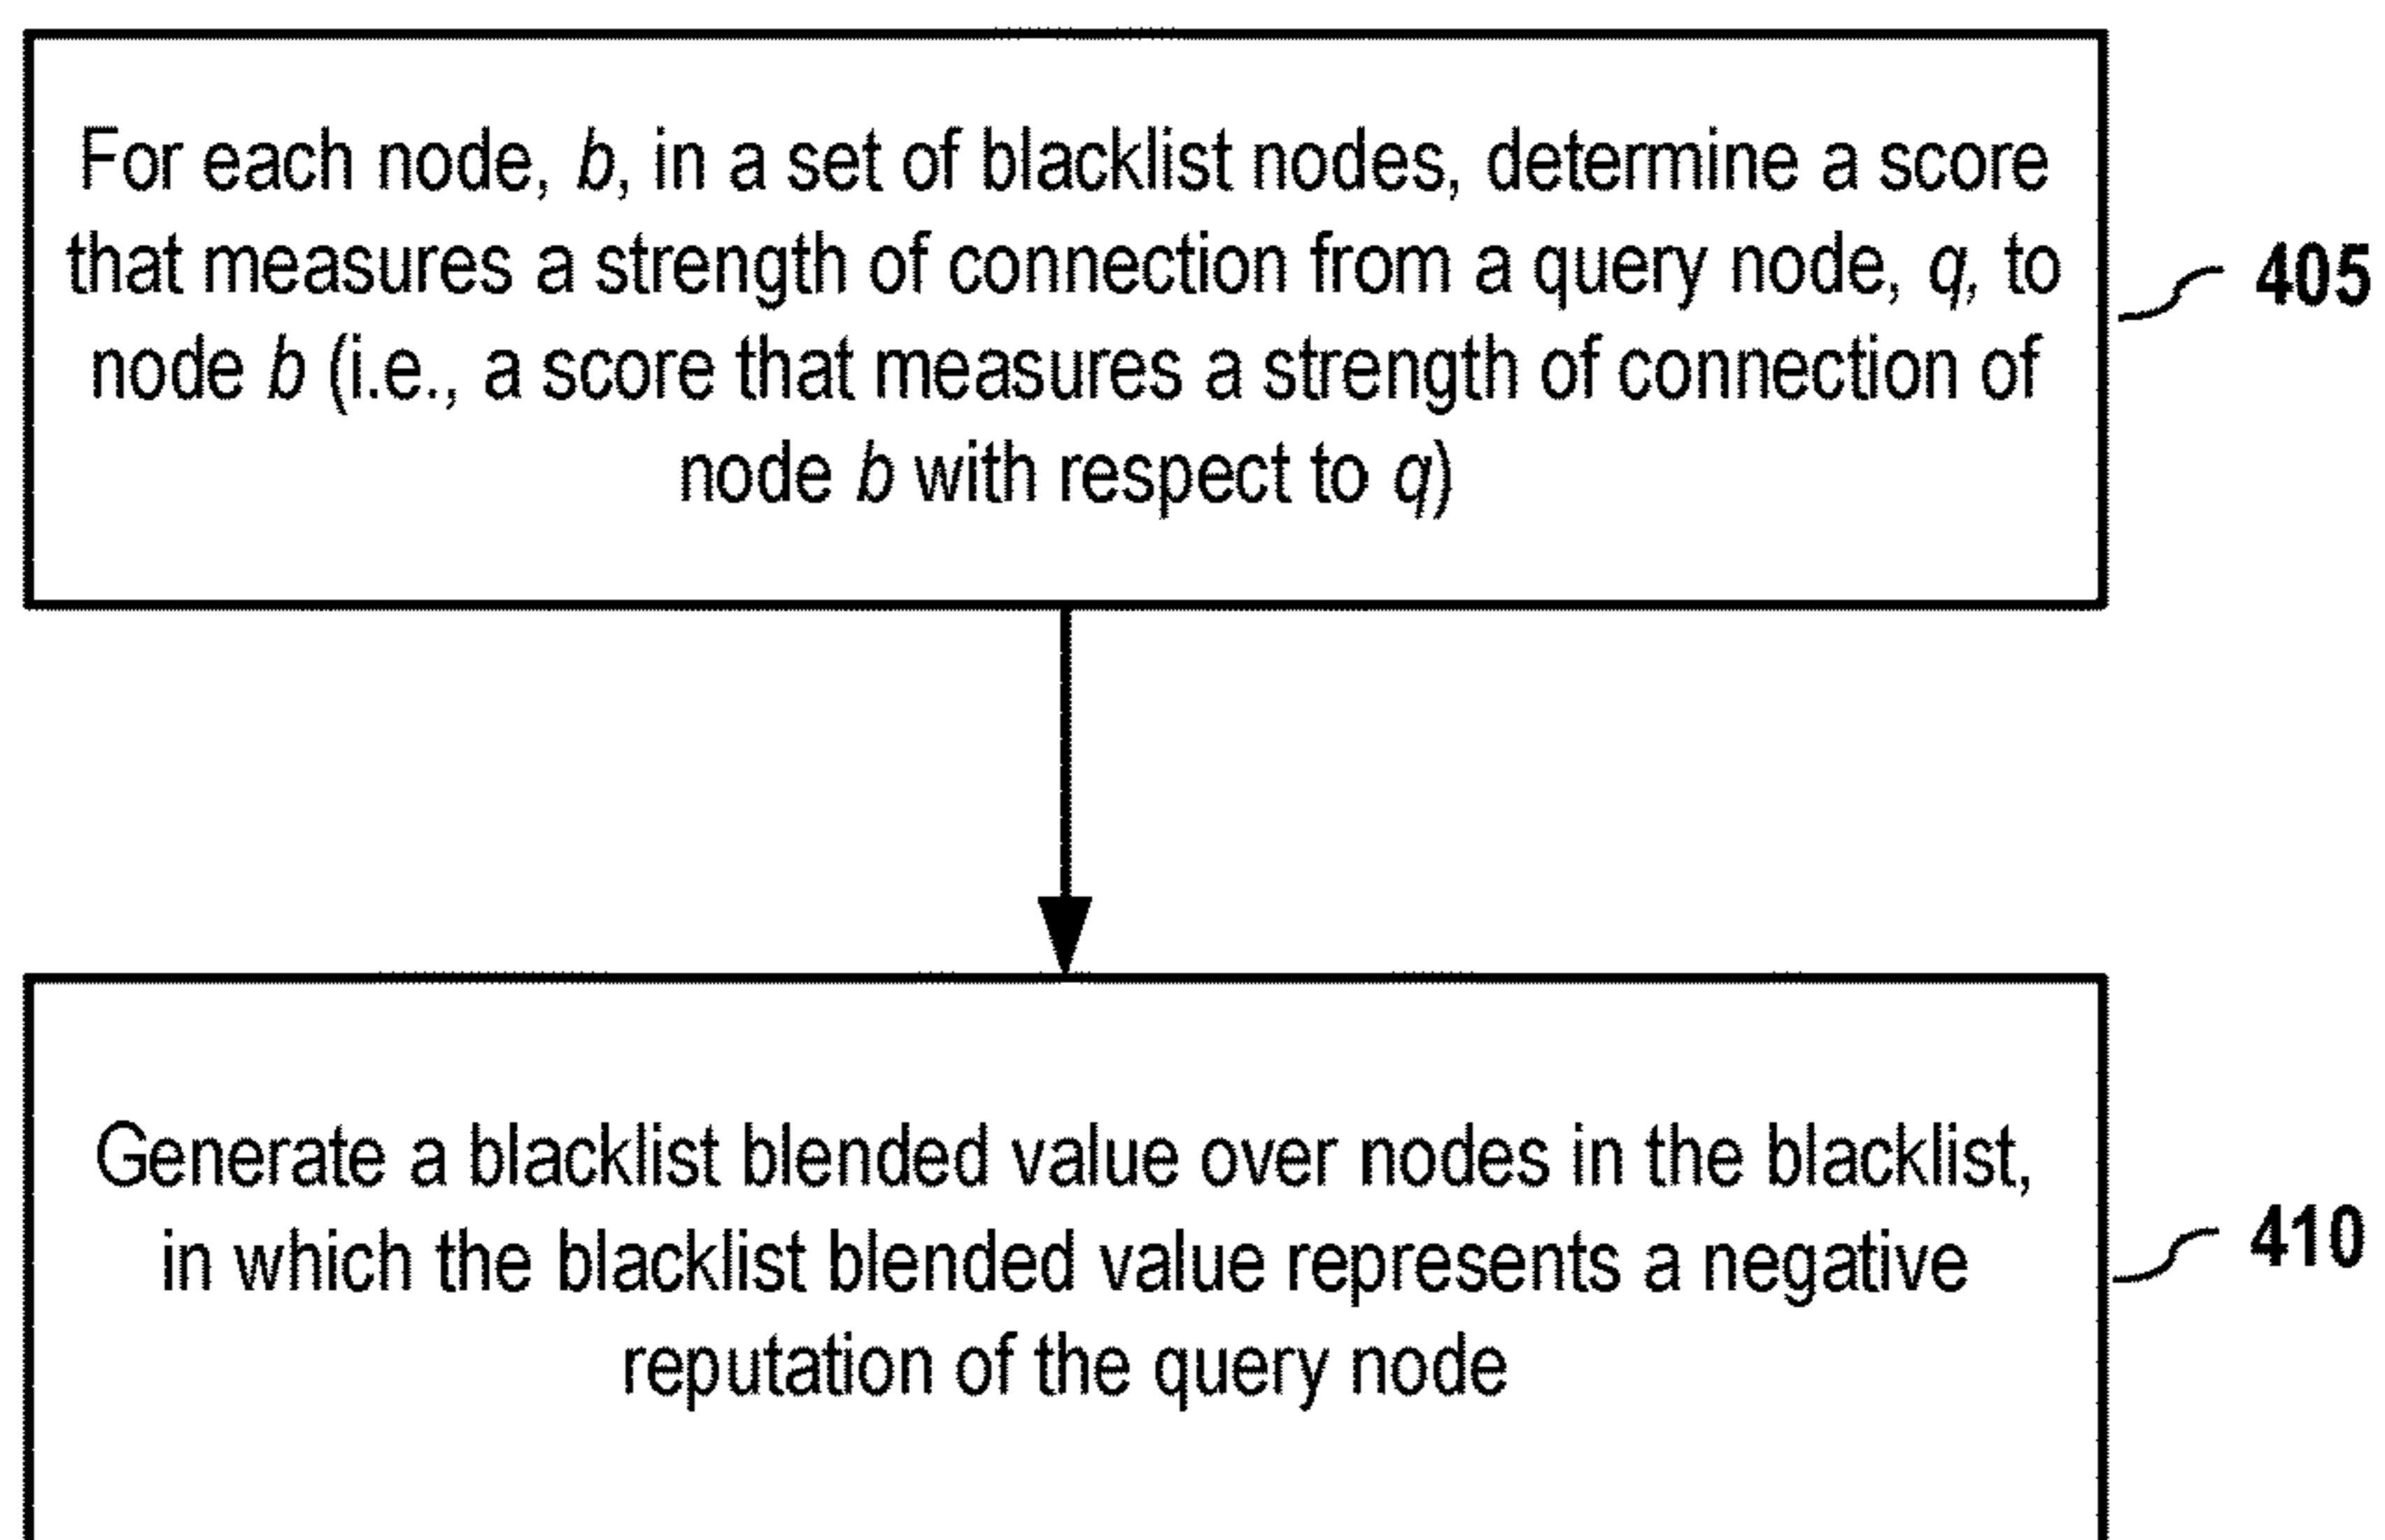 For each node, b, in a set of blacklist nodes, determine a score
that measures a strength of connection from a query node, q, to
node b (i.e., a score that measures a strength of connection of
node b with respect to q)
405
Generate a blacklist blended value over nodes in the blacklist,
in which the blacklist blended value represents a negative
reputation of the query node
410